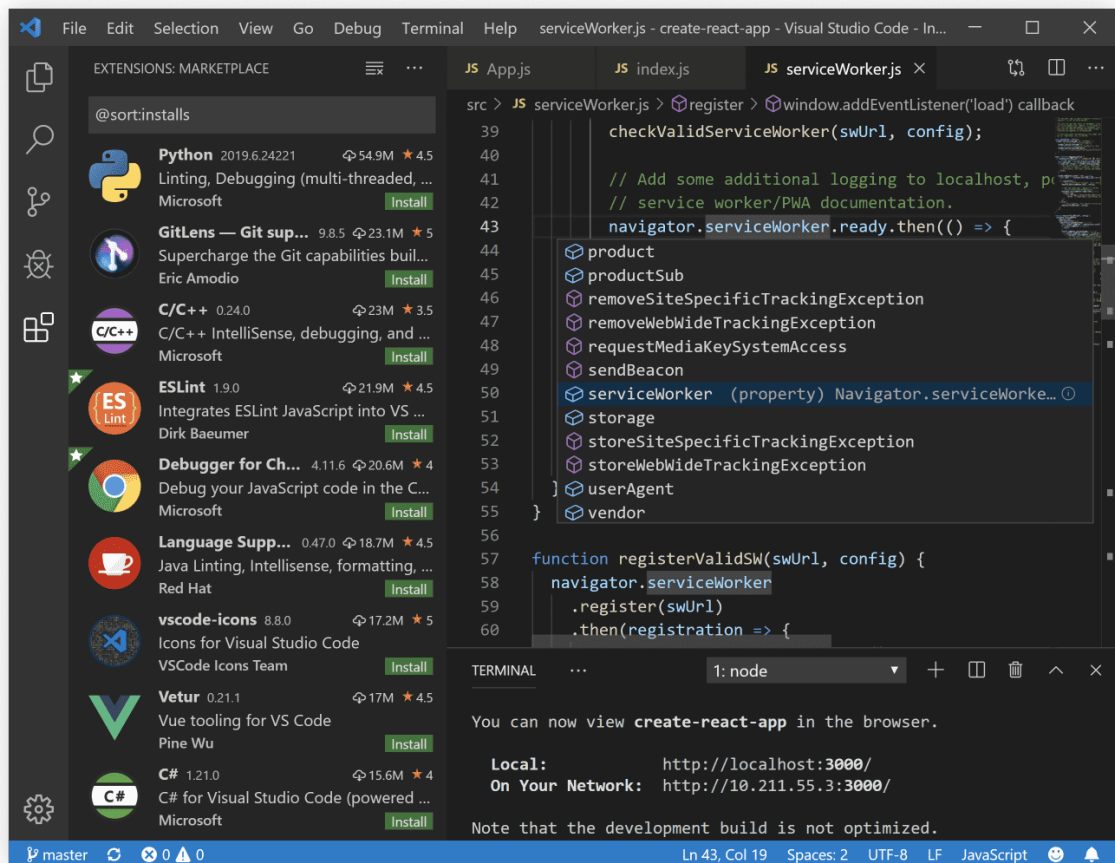 File Edit Selection View Go Debug Terminal Help serviceWorker.js - create-react-app - Visual Studio Code - In...
EXTENSIONS: MARKETPLACE
@sort:installs
Python 2019.6.24221 54.9M 4.5
Linting, Debugging (multi-threaded, ...
Microsoft Install
GitLens — Git sup... 9.8.5 23.1M 5
Supercharge the Git capabilities buil...
Eric Amodio Install
C/C++
C/C++ 0.24.0 23M 3.5
C/C++ IntelliSense, debugging, and ...
Microsoft Install
ES
Lint
ESLint 1.9.0 21.9M 4.5
Integrates ESLint JavaScript into VS ...
Dirk Baeumer Install
Debugger for Ch... 4.11.6 20.6M 4
Debug your JavaScript code in the C...
Microsoft Install
Language Supp... 0.47.0 18.7M 4.5
Java Linting, Intellisense, formatting, ...
Red Hat Install
vscode-icons 8.8.0 17.2M 5
Icons for Visual Studio Code
VSCode Icons Team Install
Vetur 0.21.1 17M 4.5
Vue tooling for VS Code
Pine Wu Install
C#
C# 1.21.0 15.6M 4
C# for Visual Studio Code (powered ...
Microsoft Install
JS App.js JS index.js JS serviceWorker.js
src > JS serviceWorker.js > register > window.addEventListener('load') callback
39 checkValidServiceWorker(swUrl, config);
40
41 // Add some additional logging to localhost, p
42 // service worker/PWA documentation.
43 navigator.serviceWorker.ready.then(() => {
44 product
45 productSub
46 removeSiteSpecificTrackingException
47 removeWebWideTrackingException
48 requestMediaKeySystemAccess
49 sendBeacon
50 serviceWorker (property) Navigator.serviceWorke...
51 storage
52 storeSiteSpecificTrackingException
53 storeWebWideTrackingException
54 } userAgent
55 } vendor
56
57 function registerValidSW(swUrl, config) {
58 navigator.serviceWorker
59 .register(swUrl)
60 .then(registration => {
TERMINAL ... 1: node
You can now view create-react-app in the browser.
Local: http://localhost:3000/
On Your Network: http://10.211.55.3:3000/
Note that the development build is not optimized.
master 0 0 Ln 43, Col 19 Spaces: 2 UTF-8 LF JavaScript